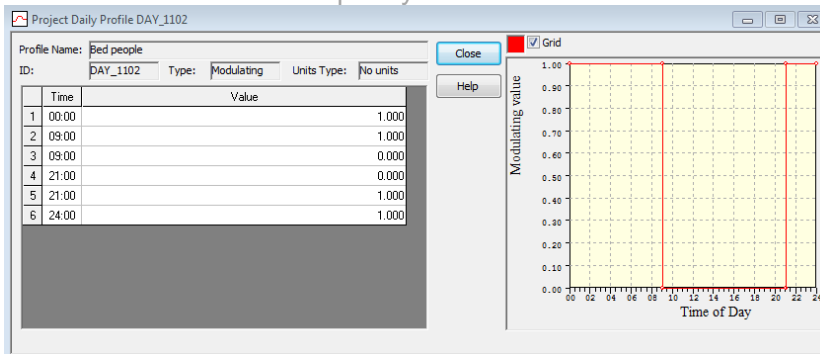 Project Daily Profile DAY_1102
Profile Name: Bed people
ID: DAY_1102 Type: Modulating Units Type: No units
Close
Help
Time Value
1 00:00 1.000
2 09:00 1.000
3 09:00 0.000
4 21:00 0.000
5 21:00 1.000
6 24:00 1.000
Grid
Modulating value
1.00
0.90
0.80
0.70
0.60
0.50
0.40
0.30
0.20
0.10
0.00
00 02 04 06 08 10 12 14 16 18 20 22 24
Time of Day